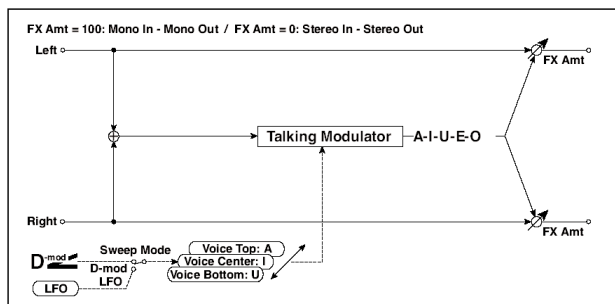 FX Amt = 100: Mono In - Mono Out / FX Amt = 0: Stereo In - Stereo Out
Left
FX Amt
Talking Modulator
A-I-U-E-O
Right
FX Amt
Sweep Mode
D-mod
D-mod
LFO
LFO
Voice Top: A
Voice Center: I
Voice Bottom: U